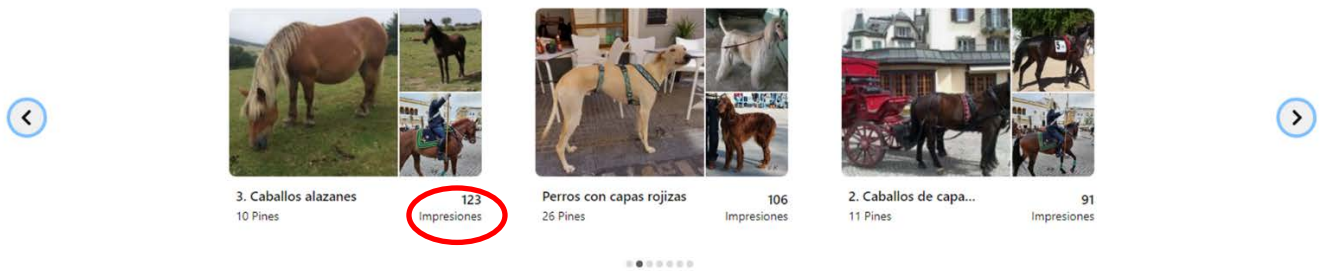 3. Caballos alazanes
10 Pines
123
Impresiones
Perros con capas rojizas
26 Pines
106
Impresiones
2. Caballos de capa...
11 Pines
91
Impresiones